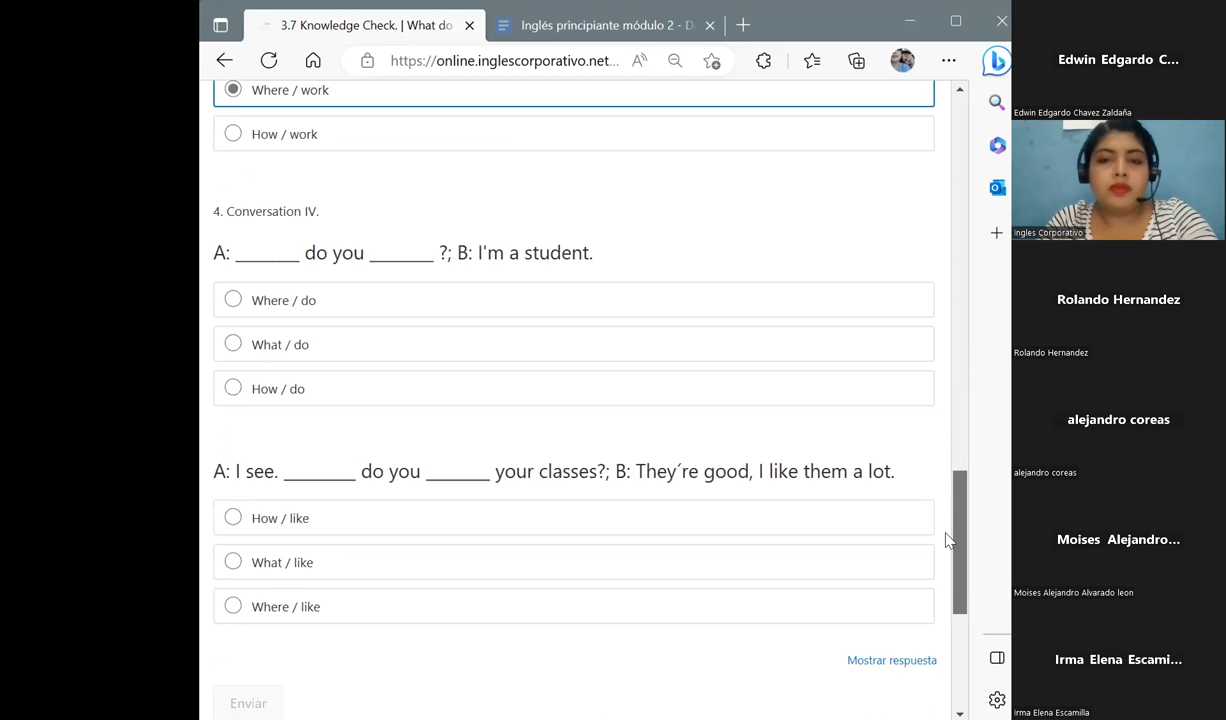 3.7 Knowledge Check. | What do
Inglés principiante módulo 2 - D
https://online.inglescorporativo.net...
Where / work
How / work
4. Conversation IV.
A: _______ do you _______ ?; B: I'm a student.
Where / do
What / do
How / do
A: I see. ________ do you _______ your classes?; B: They´re good, I like them a lot.
How / like
What / like
Where / like
Mostrar respuesta
Enviar
Edwin Edgardo C...
Edwin Edgardo Chavez Zaldaña
Ingles Corporativo
Rolando Hernandez
Rolando Hernandez
alejandro coreas
alejandro coreas
Moises Alejandro...
Moises Alejandro Alvarado leon
Irma Elena Escami...
Irma Elena Escamilla